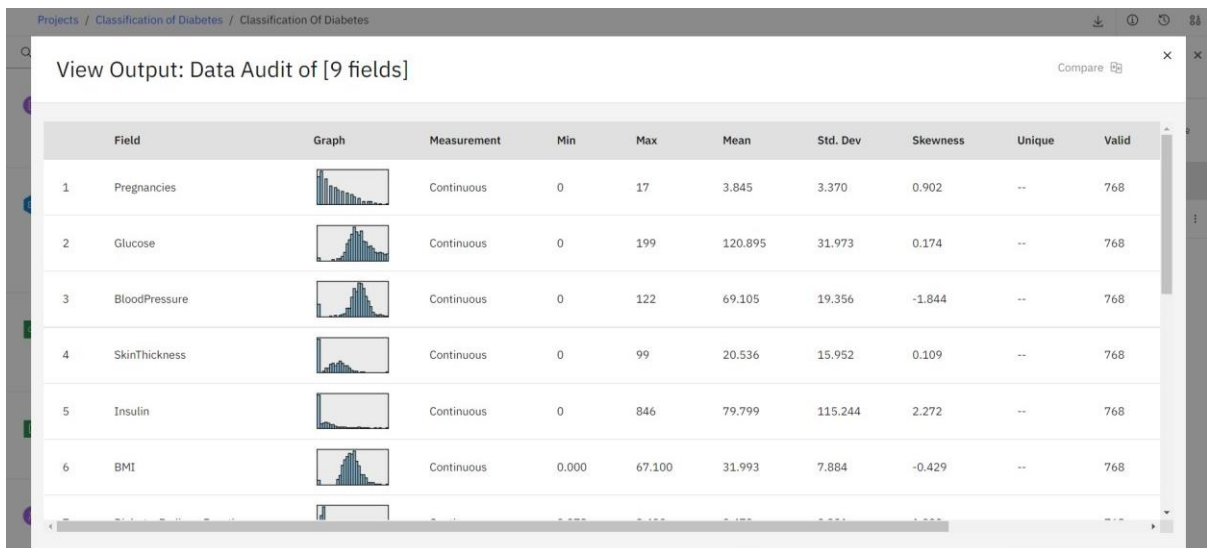 Projects / Classification of Diabetes / Classification Of Diabetes
View Output: Data Audit of [9 fields]
Compare
Field Graph Measurement Min Max Mean Std. Dev Skewness Unique Valid
1 Pregnancies Continuous 0 17 3.845 3.370 0.902 -- 768
2 Glucose Continuous 0 199 120.895 31.973 0.174 -- 768
3 BloodPressure Continuous 0 122 69.105 19.356 -1.844 -- 768
4 SkinThickness Continuous 0 99 20.536 15.952 0.109 -- 768
5 Insulin Continuous 0 846 79.799 115.244 2.272 -- 768
6 BMI Continuous 0.000 67.100 31.993 7.884 -0.429 -- 768